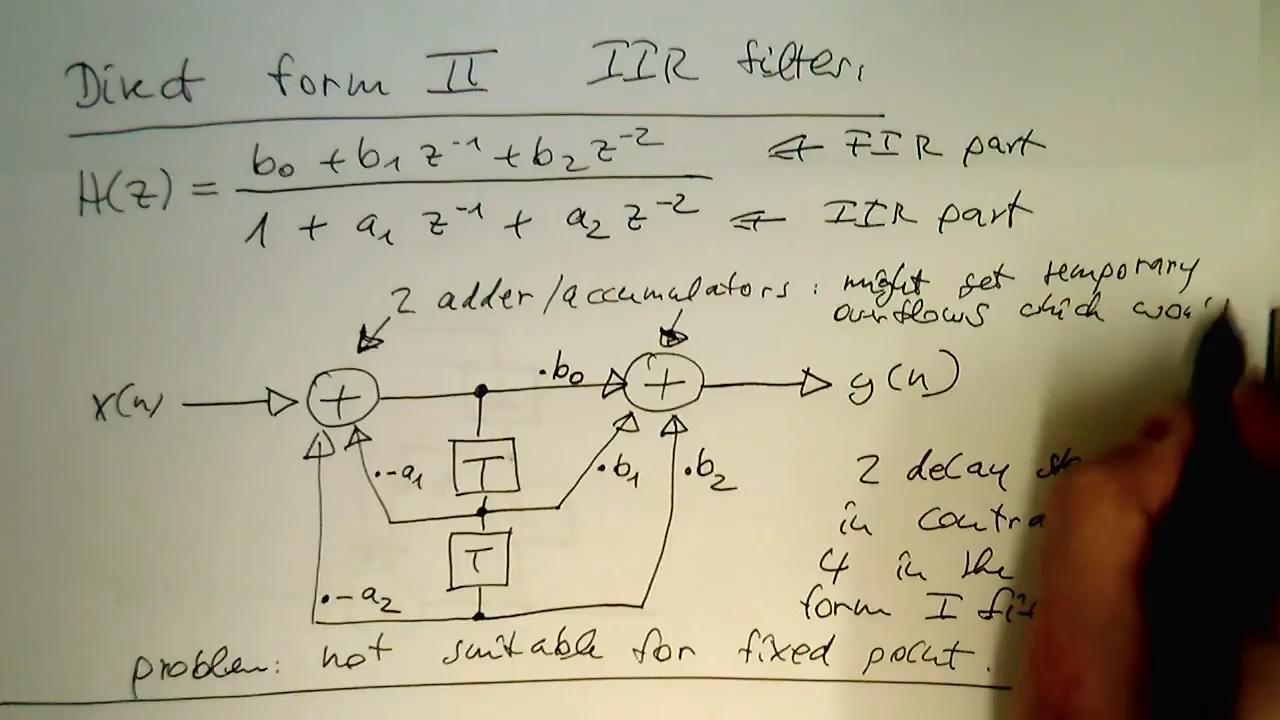 Direct form II IIR filter.
H(z) = b0 + b1 z^-1 + b2 z^-2 ⇐ FIR part
1 + a1 z^-1 + a2 z^-2 ⇐ IIR part
2 adder/accumulators : might get temporary
overflows which
x(n) + .b0 + y(n)
.-a1 T .b1 .b2
T
.-a2
2 decay
in
4 in the
form I
problem: not suitable for fixed point.